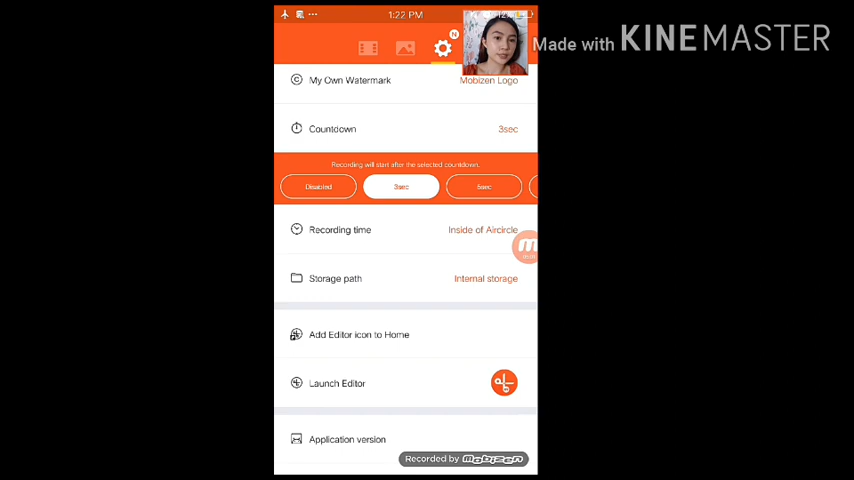 1:22 PM
N
Made with KINEMASTER
My Own Watermark
Mobizen Logo
Countdown
3sec
Recording will start after the selected countdown.
Disabled
3sec
5sec
Recording time
Inside of Aircircle
Storage path
Internal storage
Add Editor icon to Home
Launch Editor
Application version
Recorded by mobizen